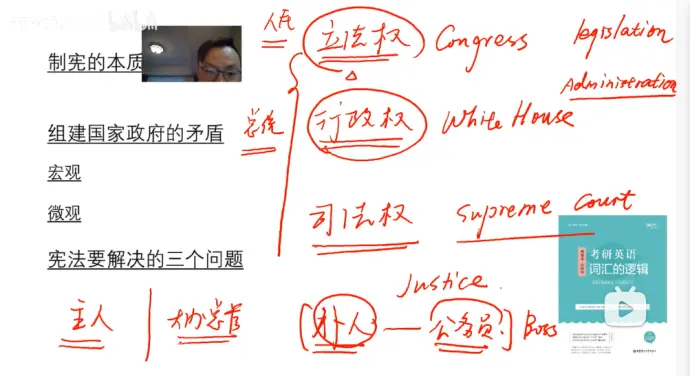 人民 立法权 Congress legislation
制宪的本质
Administration
组建国家政府的矛盾
总统 行政权 White House
宏观
微观
司法权 Supreme Court
宪法要解决的三个问题
考研英语
词汇的逻辑
Justice
主人 大内总管 [仆人 — 公务员] Boss